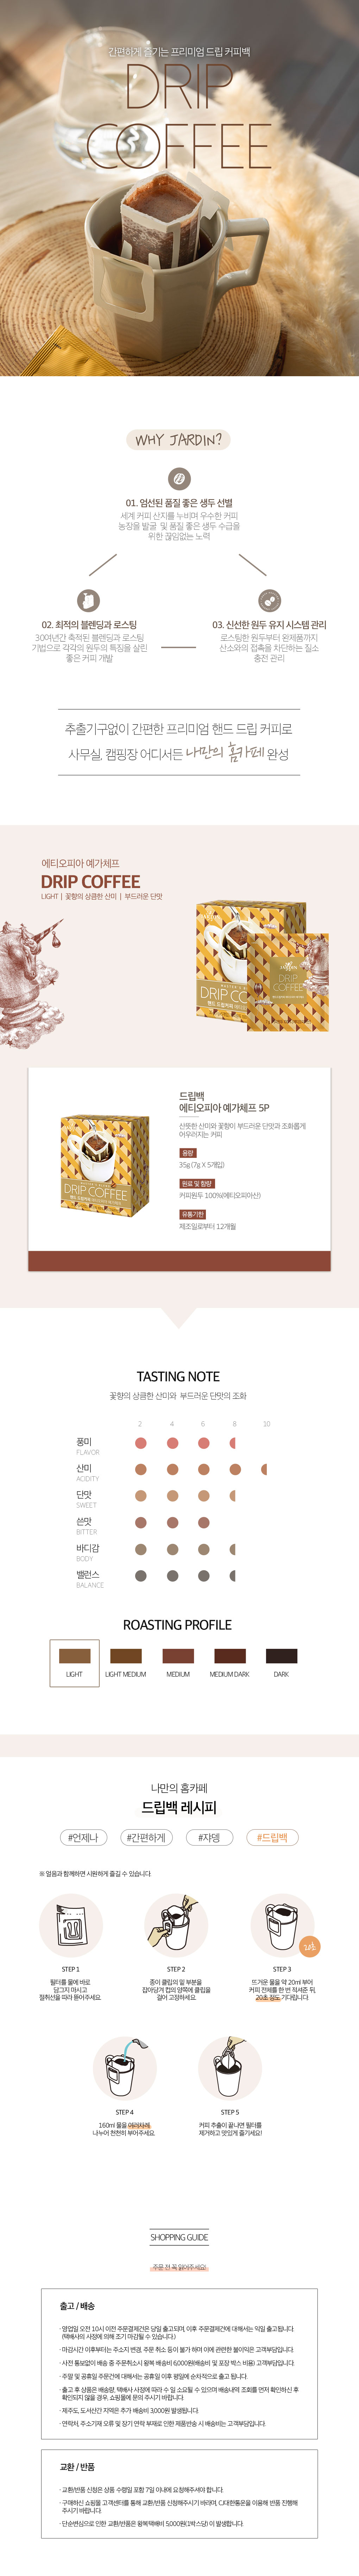 간편하게 즐기는 프리미엄 드립 커피백
DRIP
COFFEE
WHY JARDIN?
01. 엄선된 품질 좋은 생두 선별
세계 커피 산지를 누비며 우수한 커피
농장을 발굴 및 품질 좋은 생두 수급을
위한 끊임없는 노력
02. 최적의 블렌딩과 로스팅
30여년간 축적된 블렌딩과 로스팅
기법으로 각각의 원두의 특징을 살린
좋은 커피 개발
03. 신선한 원두 유지 시스템 관리
로스팅한 원두부터 완제품까지
산소와의 접촉을 차단하는 질소
충전 관리
추출기구없이 간편한 프리미엄 핸드 드립 커피로
사무실, 캠핑장 어디서든 나만의 홈카페 완성
에티오피아 예가체프
DRIP COFFEE
LIGHT | 꽃향의 상큼한 산미 | 부드러운 단맛
JARDIN
DRIP
COFFEE
DRIP CO
드립백
에티오피아 예가체프 5P
산뜻한 산미와 꽃향이 부드러운 단맛과 조화롭게
어우러지는 커피
용량
35g (7g X 5개입)
원료 및 함량
커피원두 100%(에티오피아산)
유통기한
제조일로부터 12개월
DRIP COFFEE
TASTING NOTE
꽃향의 상큼한 산미와 부드러운 단맛의 조화
2 4 6 8 10
풍미
FLAVOR
산미
ACIDITY
단맛
SWEET
쓴맛
BITTER
바디감
BODY
밸런스
BALANCE
ROASTING PROFILE
LIGHT LIGHT MEDIUM MEDIUM MEDIUM DARK DARK
나만의 홈카페
드립백 레시피
#언제나 #간편하게 #쟈뎅 #드립백
※ 얼음과 함께하면 시원하게 즐길 수 있습니다.
20초
STEP 1
필터를 물에 바로
담그지 마시고
절취선을 따라 뜯어주세요.
STEP 2
종이 클립의 밑 부분을
잡아당겨 컵의 양쪽에 클립을
걸어 고정하세요.
STEP 3
뜨거운 물을 약 20ml 부어
커피 전체를 한 번 적셔준 뒤,
20초 정도 기다립니다.
STEP 4
160ml 물을 여러차례
나누어 천천히 부어주세요.
STEP 5
커피 추출이 끝나면 필터를
제거하고 맛있게 즐기세요!
SHOPPING GUIDE
주문 전 꼭 읽어주세요!
출고 / 배송
· 영업일 오전 10시 이전 주문결제건은 당일 출고되며, 이후 주문결제건에 대해서는 익일 출고됩니다.
(택배사의 사정에 의해 조기 마감될 수 있습니다.)
· 마감시간 이후부터는 주소지 변경, 주문 취소 등이 불가 하며 이에 관련한 불이익은 고객부담입니다.
· 사전 통보없이 배송 중 주문취소시 왕복 배송비 6,000원(배송비 및 포장 박스 비용) 고객부담입니다.
· 주말 및 공휴일 주문건에 대해서는 공휴일 이후 평일에 순차적으로 출고 됩니다.
· 출고 후 상품은 배송량, 택배사 사정에 따라 수 일 소요될 수 있으며 배송내역 조회를 먼저 확인하신 후
확인되지 않을 경우, 쇼핑몰에 문의 주시기 바랍니다.
· 제주도, 도서산간 지역은 추가 배송비 3,000원 발생됩니다.
· 연락처, 주소기재 오류 및 장기 연락 부재로 인한 제품반송 시 배송비는 고객부담입니다.
교환 / 반품
· 교환/반품 신청은 상품 수령일 포함 7일 이내에 요청해주셔야 합니다.
· 구매하신 쇼핑몰 고객센터를 통해 교환/반품 신청해주시기 바라며, CJ대한통운을 이용해 반품 진행해
주시기 바랍니다.
· 단순변심으로 인한 교환/반품은 왕복택배비 5,000원(1박스당)이 발생합니다.